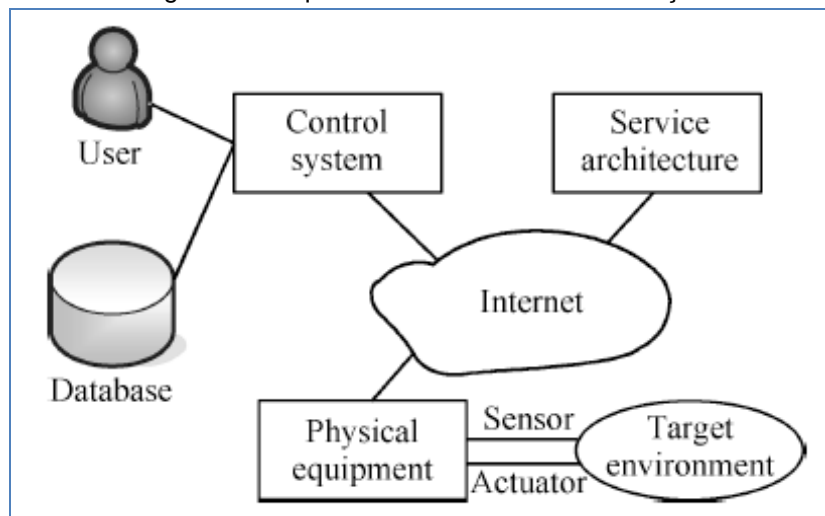 User
Control
system
Service
architecture
Internet
Database
Physical
equipment
Sensor
Actuator
Target
environment